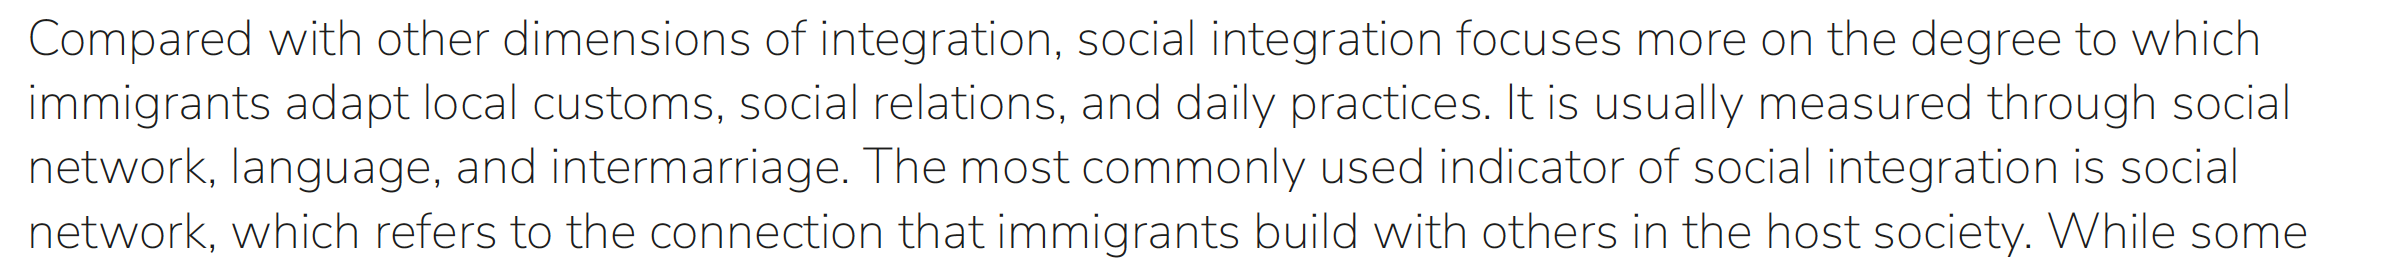 Compared with other dimensions of integration, social integration focuses more on the degree to which
immigrants adapt local customs, social relations, and daily practices. It is usually measured through social
network, language, and intermarriage. The most commonly used indicator of social integration is social
network, which refers to the connection that immigrants build with others in the host society. While some